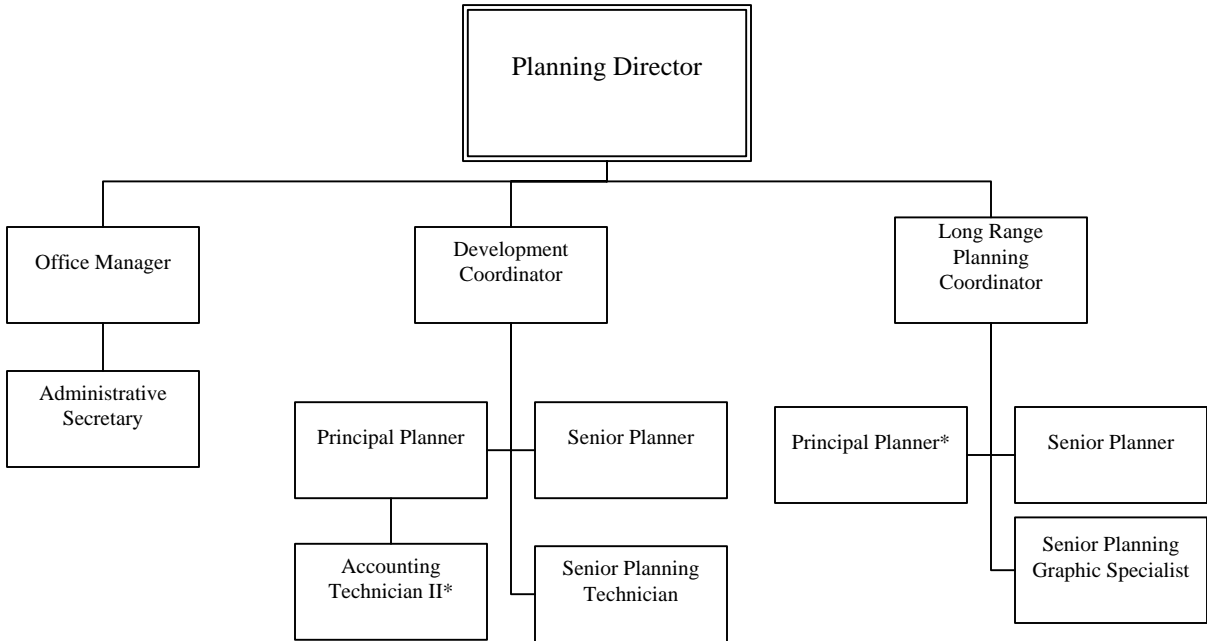 Planning Director
Office Manager
Development
Coordinator
Long Range
Planning
Coordinator
Administrative
Secretary
Principal Planner
Senior Planner
Principal Planner*
Senior Planner
Accounting
Technician II*
Senior Planning
Technician
Senior Planning
Graphic Specialist